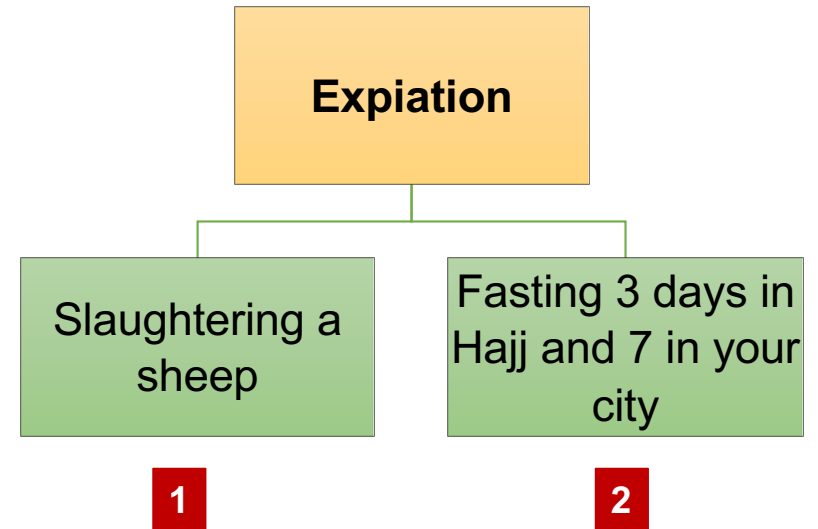 Expiation
Slaughtering a
sheep
Fasting 3 days in
Hajj and 7 in your
city
1
2